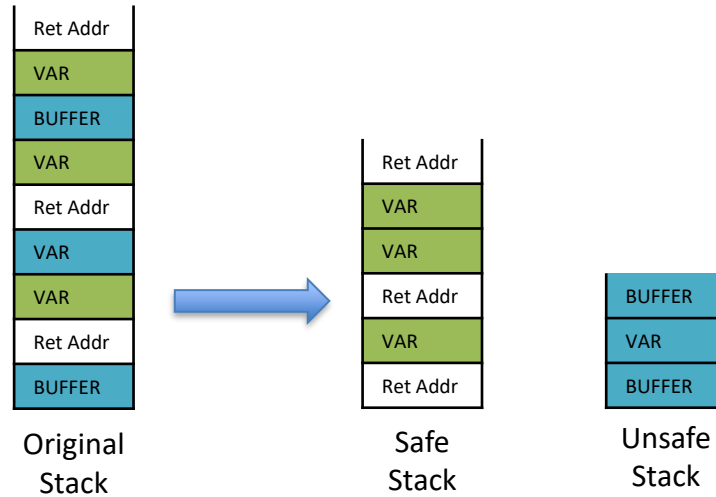 Ret Addr
VAR
BUFFER
VAR
Ret Addr
VAR
VAR
Ret Addr
BUFFER
Original
Stack
Ret Addr
VAR
VAR
Ret Addr
VAR
Ret Addr
Safe
Stack
BUFFER
VAR
BUFFER
Unsafe
Stack